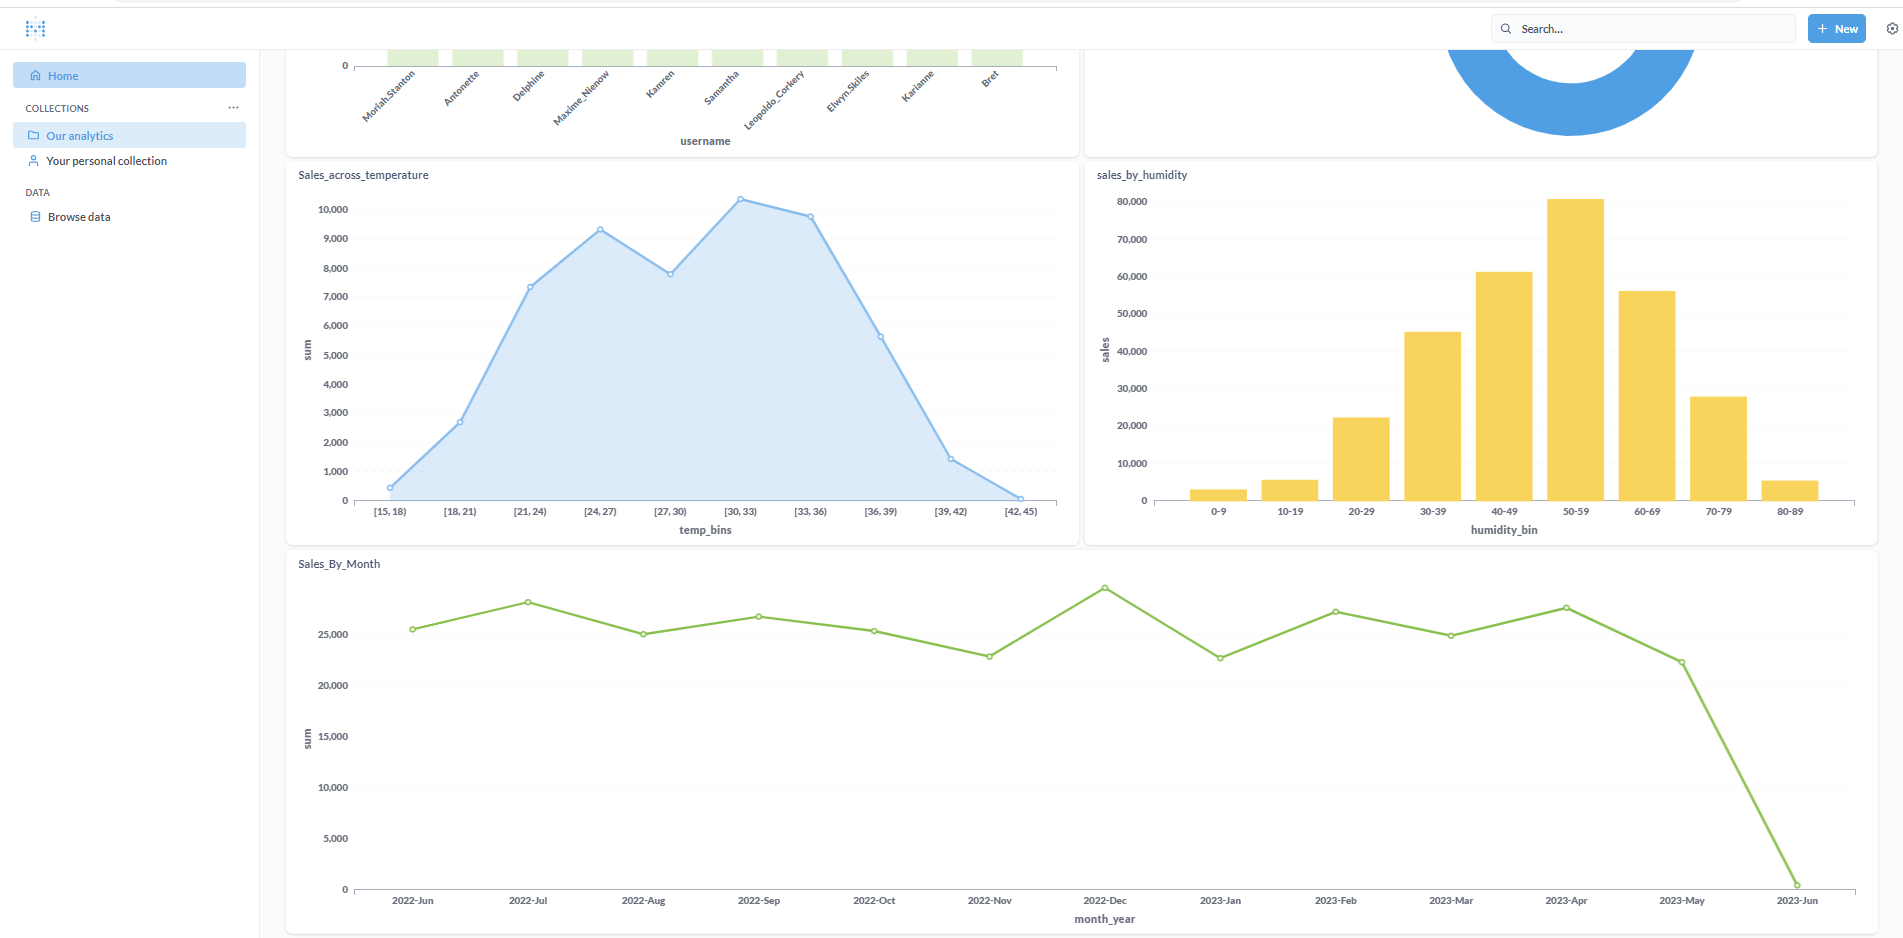 Search...
+ New
Home
COLLECTIONS
...
Our analytics
Your personal collection
DATA
Browse data
0
Moriah.Stanton
Antonette
Delphine
Maxime_Nienow
Kamren
Samantha
Leopoldo_Corkery
Elwyn.Skiles
Karianne
Bret
username
Sales_across_temperature
10,000
9,000
8,000
7,000
6,000
5,000
4,000
3,000
2,000
1,000
0
sum
[15, 18) [18, 21) [21, 24) [24, 27) [27, 30) [30, 33) [33, 36) [36, 39) [39, 42) [42, 45)
temp_bins
sales_by_humidity
80,000
70,000
60,000
50,000
40,000
30,000
20,000
10,000
0
sales
0-9 10-19 20-29 30-39 40-49 50-59 60-69 70-79 80-89
humidity_bin
Sales_By_Month
25,000
20,000
15,000
10,000
5,000
0
sum
2022-Jun 2022-Jul 2022-Aug 2022-Sep 2022-Oct 2022-Nov 2022-Dec 2023-Jan 2023-Feb 2023-Mar 2023-Apr 2023-May 2023-Jun
month_year